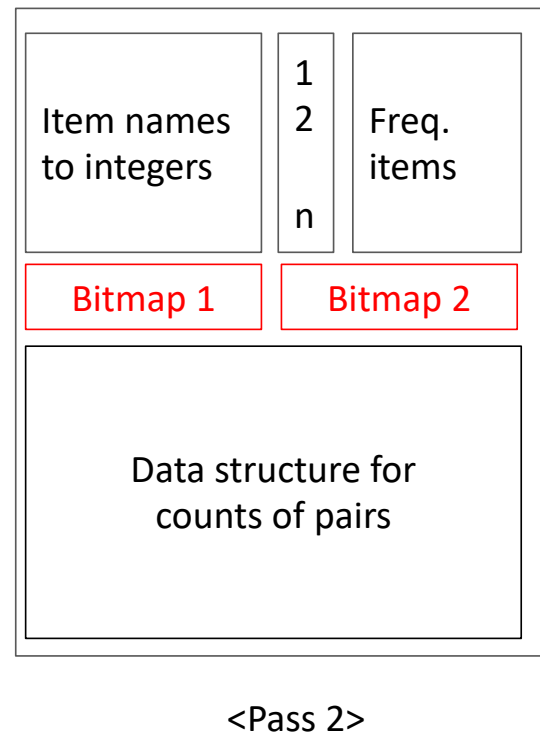 Item names
to integers
1
2
n
Freq.
items
Bitmap 1
Bitmap 2
Data structure for
counts of pairs
<Pass 2>